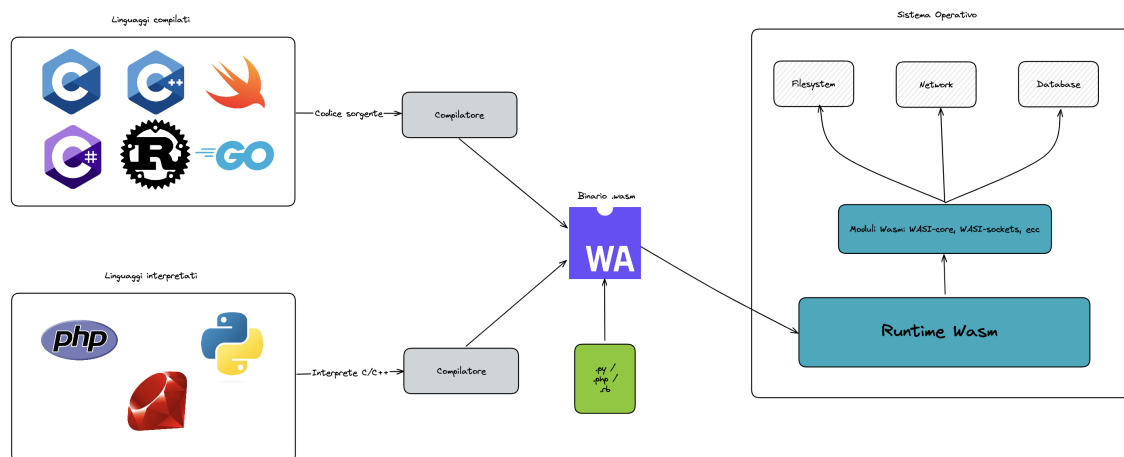 Linguaggi compilati
C
C++
C#
R
GO
Codice sorgente
Compilatore
Linguaggi interpretati
php
Interprete C/C++
Compilatore
Binario .wasm
WA
.py /
.php /
.rb
Sistema Operativo
Filesystem
Network
Database
Moduli Wasm: WASI-core, WASI-sockets, ecc
Runtime Wasm